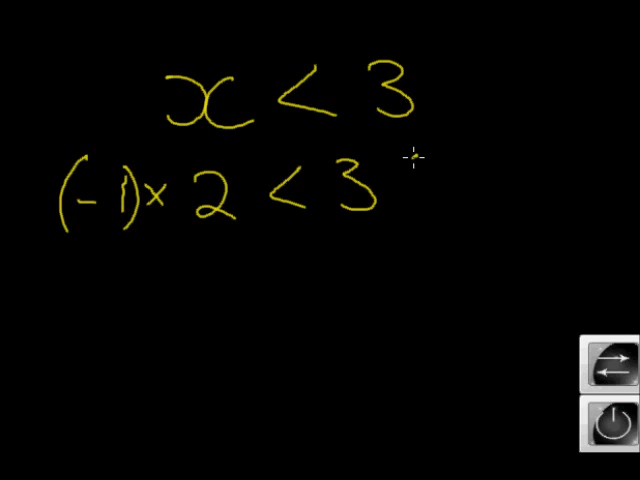 x < 3
(-1) × 2 < 3